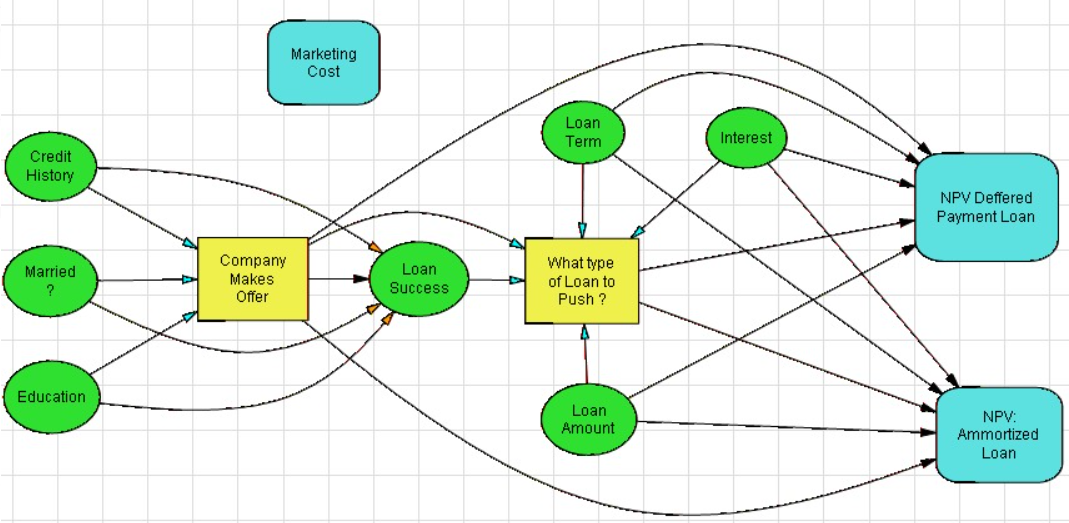 Marketing
Cost
Credit
History
Married
?
Education
Company
Makes
Offer
Loan
Success
Loan
Term
Interest
What type
of Loan to
Push ?
Loan
Amount
NPV Deffered
Payment Loan
NPV:
Ammortized
Loan